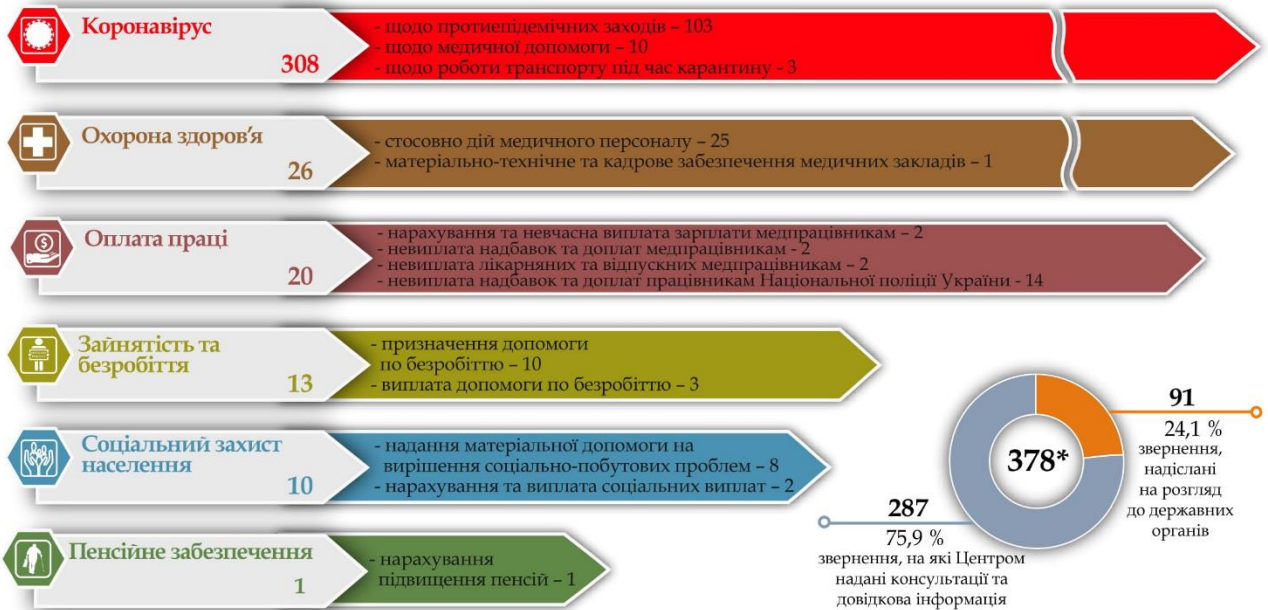 Коронавірус
308
- щодо протиепідемічних заходів – 103
- щодо медичної допомоги – 10
- щодо роботи транспорту під час карантину - 3
Охорона здоров'я
26
- стосовно дій медичного персоналу – 25
- матеріально-технічне та кадрове забезпечення медичних закладів – 1
Оплата праці
20
- нарахування та невчасна виплата зарплати медпрацівникам – 2
- невиплата надбавок та доплат медпрацівникам - 2
- невиплата лікарняних та відпускних медпрацівникам – 2
- невиплата надбавок та доплат працівникам Національної поліції України - 14
Зайнятість та
безробіття
13
- призначення допомоги
по безробіттю – 10
- виплата допомоги по безробіттю – 3
Соціальний захист
населення
10
- надання матеріальної допомоги на
вирішення соціально-побутових проблем – 8
- нарахування та виплата соціальних виплат – 2
Пенсійне забезпечення
1
- нарахування
підвищення пенсій – 1
378*
91
24,1 %
звернення,
надіслані
на розгляд
до державних
органів
287
75,9 %
звернення, на які Центром
надані консультації та
довідкова інформація